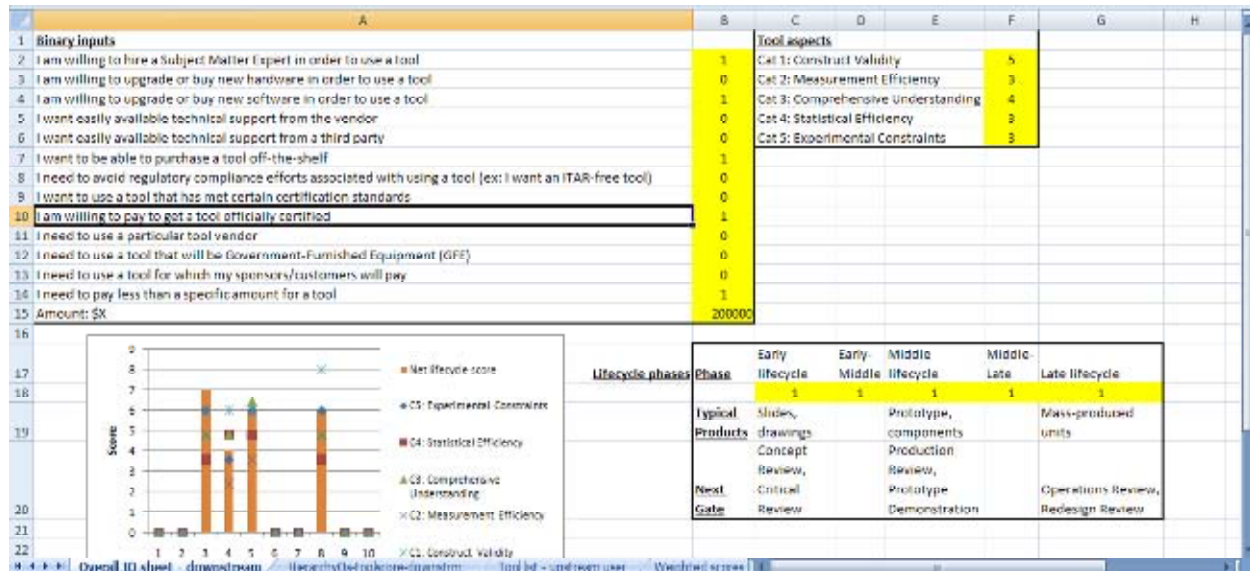 A B C D E F G H
1 Binary inputs Tool aspects
2 I am willing to hire a Subject Matter Expert in order to use a tool 1 Cat 1: Construct Validity 5
3 I am willing to upgrade or buy new hardware in order to use a tool 0 Cat 2: Measurement Efficiency 3
4 I am willing to upgrade or buy new software in order to use a tool 1 Cat 3: Comprehensive Understanding 4
5 I want easily available technical support from the vendor 0 Cat 4: Statistical Efficiency 3
6 I want easily available technical support from a third party 0 Cat 5: Experimental Constraints 3
7 I want to be able to purchase a tool off-the-shelf 1
8 I need to avoid regulatory compliance efforts associated with using a tool (ex: I want an ITAR-free tool) 0
9 I want to use a tool that has met certain certification standards 0
10 I am willing to pay to get a tool officially certified 1
11 I need to use a particular tool vendor 0
12 I need to use a tool that will be Government-Furnished Equipment (GFE) 0
13 I need to use a tool for which my sponsors/customers will pay 0
14 I need to pay less than a specific amount for a tool 1
15 Amount: $X 200000
16
Early Early- Middle Middle-
17 Lifecycle phases Phase lifecycle Middle lifecycle Late Late lifecycle
18 1 1 1 1 1
Typical Slides, Prototype, Mass-produced
19 Products drawings components units
Concept Production
Review, Review,
Next Critical Prototype Operations Review,
20 Gate Review Demonstration Redesign Review
21
22
9
8
7
6
5
4
3
2
1
0
Score
1 2 3 4 5 6 7 8 9 10
Net lifecycle score
C5: Experimental Constraints
C4: Statistical Efficiency
C3: Comprehensive
Understanding
C2: Measurement Efficiency
C1: Construct Validity
Overall IO sheet - downstream Tool list - upstream user Weighted scores